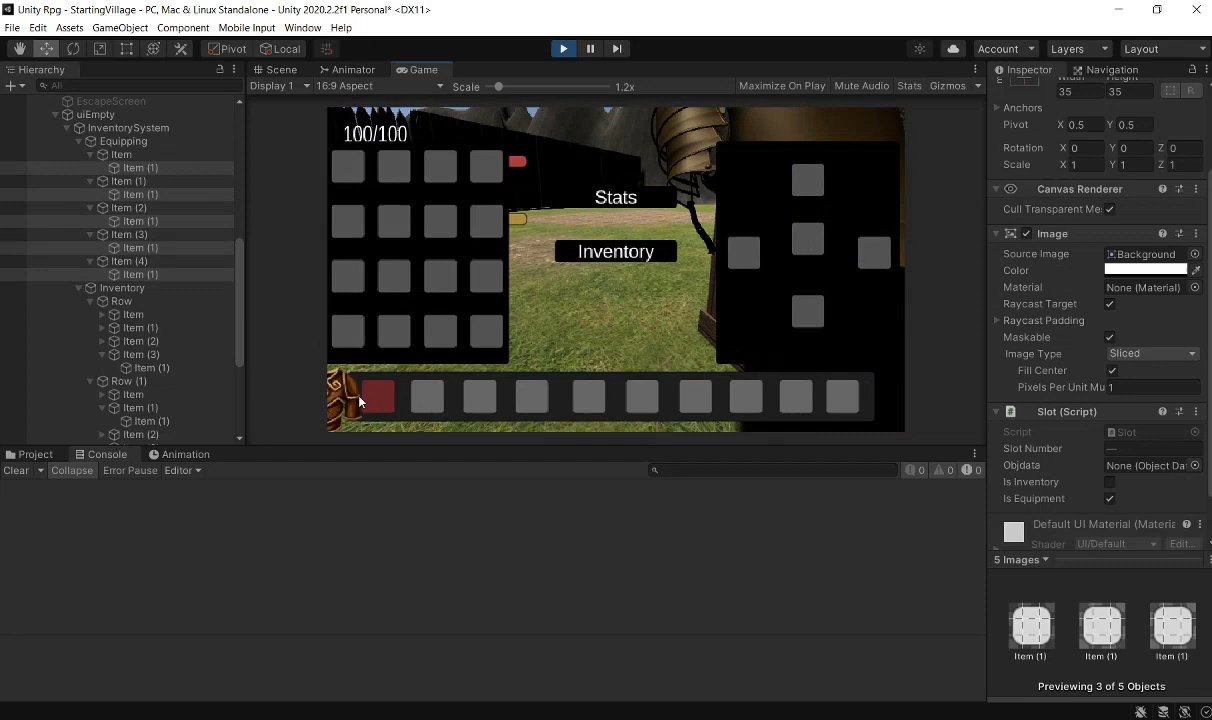 Unity Rpg - StartingVillage - PC, Mac & Linux Standalone - Unity 2020.2.2f1 Personal* <DX11>
File Edit Assets GameObject Component Mobile Input Window Help
Pivot Local Account Layers Layout
Hierarchy Scene Animator Game Inspector Navigation
All Display 1 16:9 Aspect Scale 1.2x Maximize On Play Mute Audio Stats Gizmos
EscapeScreen
uiEmpty
InventorySystem
Equipping
Item
Item (1)
Item (1)
Item (1)
Item (2)
Item (1)
Item (3)
Item (1)
Item (4)
Item (1)
Inventory
Row
Item
Item (1)
Item (2)
Item (3)
Item (1)
Row (1)
Item
Item (1)
Item (1)
Item (2)
100/100
Stats
Inventory
35 35
Anchors
Pivot X 0.5 Y 0.5
Rotation X 0 Y 0 Z 0
Scale X 1 Y 1 Z 1
Canvas Renderer
Cull Transparent Me
Image
Source Image Background
Color
Material None (Material)
Raycast Target
Raycast Padding
Maskable
Image Type Sliced
Fill Center
Pixels Per Unit Mu 1
Slot (Script)
Script Slot
Slot Number —
Objdata None (Object Da
Is Inventory
Is Equipment
Default UI Material (Materia
Shader UI/Default Edit...
5 Images
Item (1) Item (1) Item (1)
Previewing 3 of 5 Objects
Project Console Animation
Clear Collapse Error Pause Editor 0 0 0